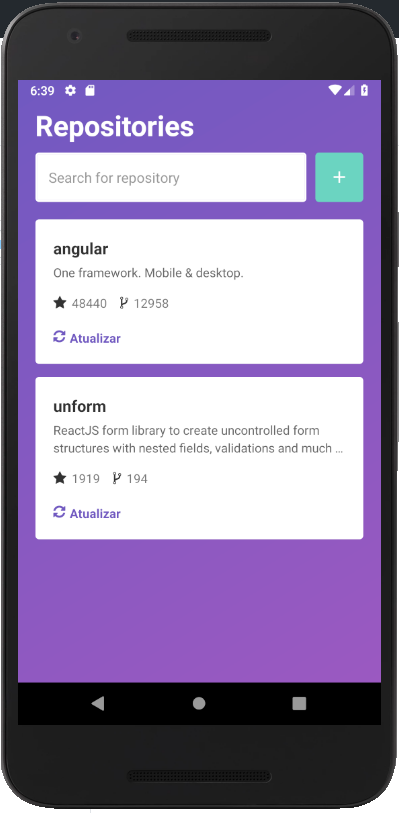 6:39
Repositories
Search for repository
+
angular
One framework. Mobile & desktop.
48440 12958
Atualizar
unform
ReactJS form library to create uncontrolled form
structures with nested fields, validations and much ...
1919 194
Atualizar